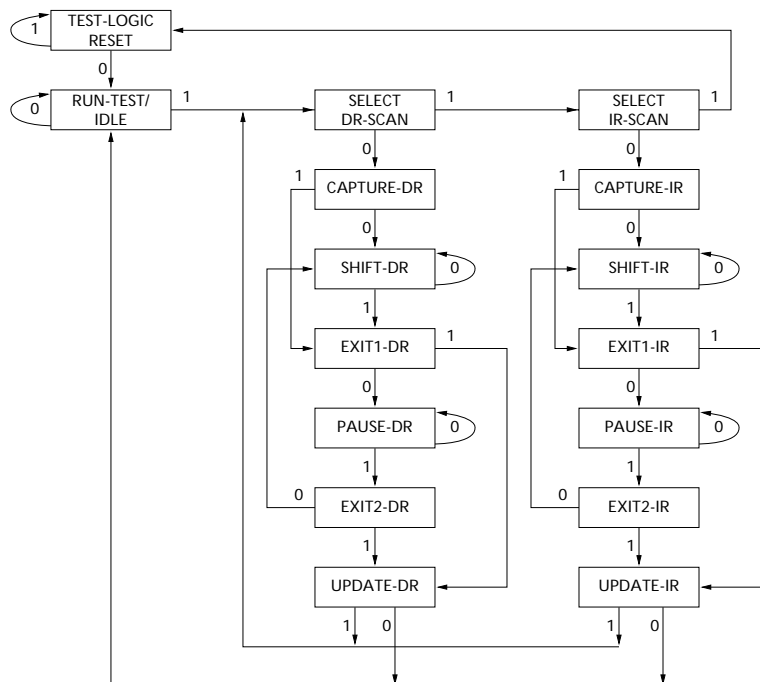 TEST-LOGIC
RESET
1
0
RUN-TEST/
IDLE
0
1
SELECT
DR-SCAN
1
SELECT
IR-SCAN
1
0
0
1
CAPTURE-DR
1
CAPTURE-IR
0
0
SHIFT-DR
0
SHIFT-IR
0
1
1
EXIT1-DR
1
EXIT1-IR
1
0
0
PAUSE-DR
0
PAUSE-IR
0
1
1
0
EXIT2-DR
0
EXIT2-IR
1
1
UPDATE-DR
UPDATE-IR
1
0
1
0